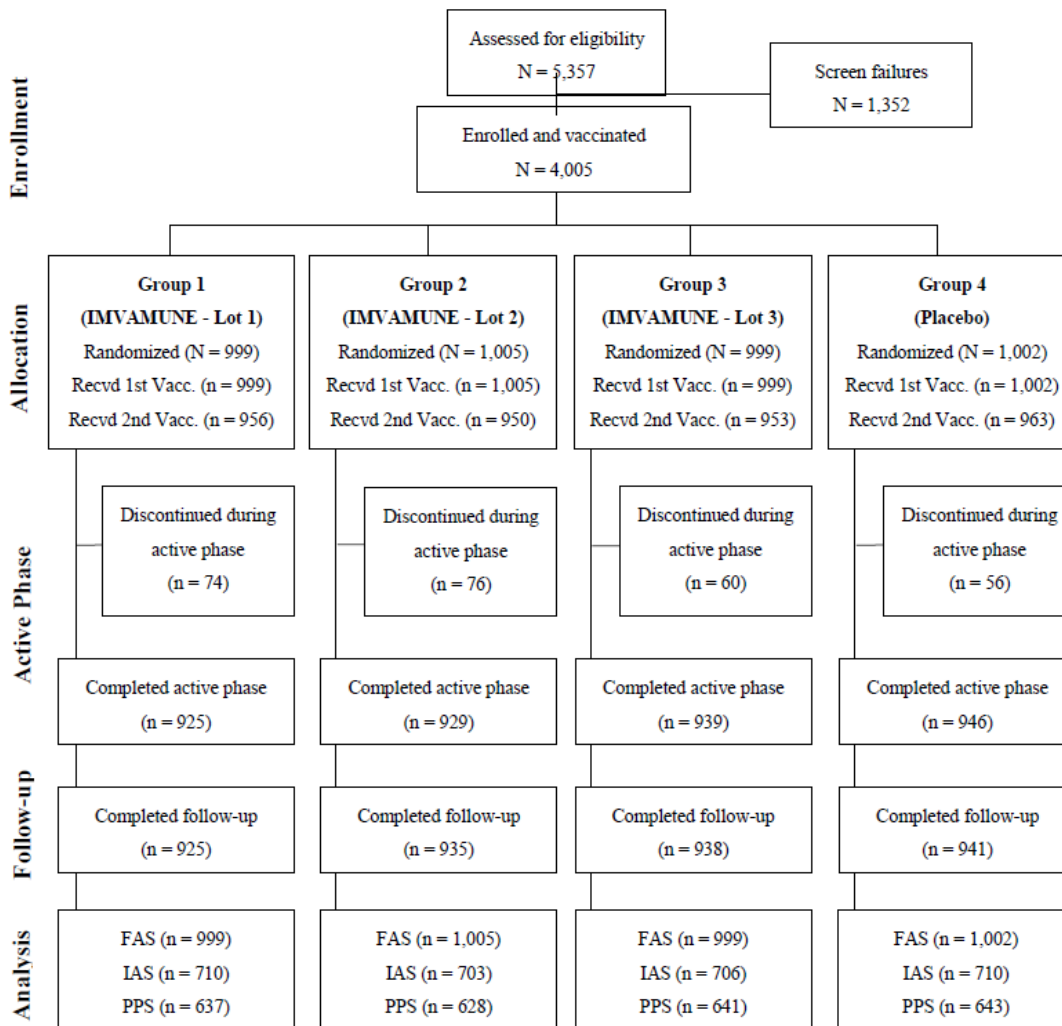 Assessed for eligibility
N = 5,357
Screen failures
N = 1,352
Enrollment
Enrolled and vaccinated
N = 4,005
Allocation
Group 1
(IMVAMUNE - Lot 1)
Randomized (N = 999)
Recvd 1st Vacc. (n = 999)
Recvd 2nd Vacc. (n = 956)
Group 2
(IMVAMUNE - Lot 2)
Randomized (N = 1,005)
Recvd 1st Vacc. (n = 1,005)
Recvd 2nd Vacc. (n = 950)
Group 3
(IMVAMUNE - Lot 3)
Randomized (N = 999)
Recvd 1st Vacc. (n = 999)
Recvd 2nd Vacc. (n = 953)
Group 4
(Placebo)
Randomized (N = 1,002)
Recvd 1st Vacc. (n = 1,002)
Recvd 2nd Vacc. (n = 963)
Active Phase
Discontinued during
active phase
(n = 74)
Discontinued during
active phase
(n = 76)
Discontinued during
active phase
(n = 60)
Discontinued during
active phase
(n = 56)
Completed active phase
(n = 925)
Completed active phase
(n = 929)
Completed active phase
(n = 939)
Completed active phase
(n = 946)
Follow-up
Completed follow-up
(n = 925)
Completed follow-up
(n = 935)
Completed follow-up
(n = 938)
Completed follow-up
(n = 941)
Analysis
FAS (n = 999)
IAS (n = 710)
PPS (n = 637)
FAS (n = 1,005)
IAS (n = 703)
PPS (n = 628)
FAS (n = 999)
IAS (n = 706)
PPS (n = 641)
FAS (n = 1,002)
IAS (n = 710)
PPS (n = 643)